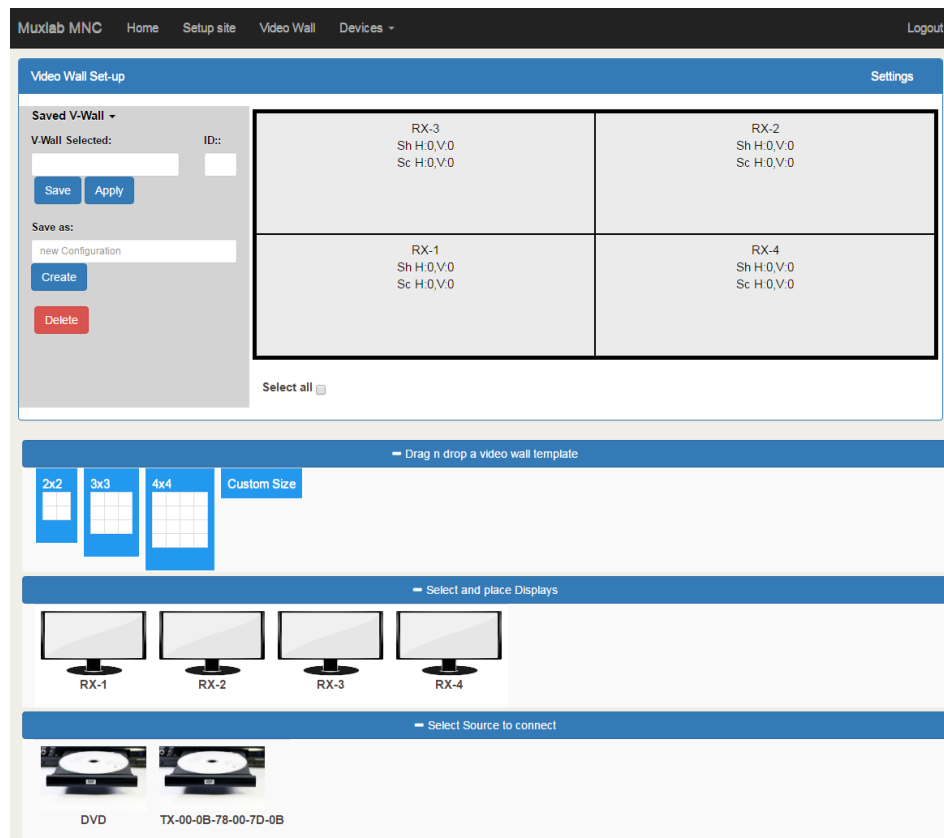 Muxlab MNC Home Setup site Video Wall Devices Logout
Video Wall Set-up Settings
Saved V-Wall
V-Wall Selected: ID::
Save Apply
Save as:
new Configuration
Create
Delete
RX-3
Sh H:0,V:0
Sc H:0,V:0
RX-2
Sh H:0,V:0
Sc H:0,V:0
RX-1
Sh H:0,V:0
Sc H:0,V:0
RX-4
Sh H:0,V:0
Sc H:0,V:0
Select all
Drag n drop a video wall template
2x2 3x3 4x4 Custom Size
Select and place Displays
RX-1 RX-2 RX-3 RX-4
Select Source to connect
DVD TX-00-0B-78-00-7D-0B